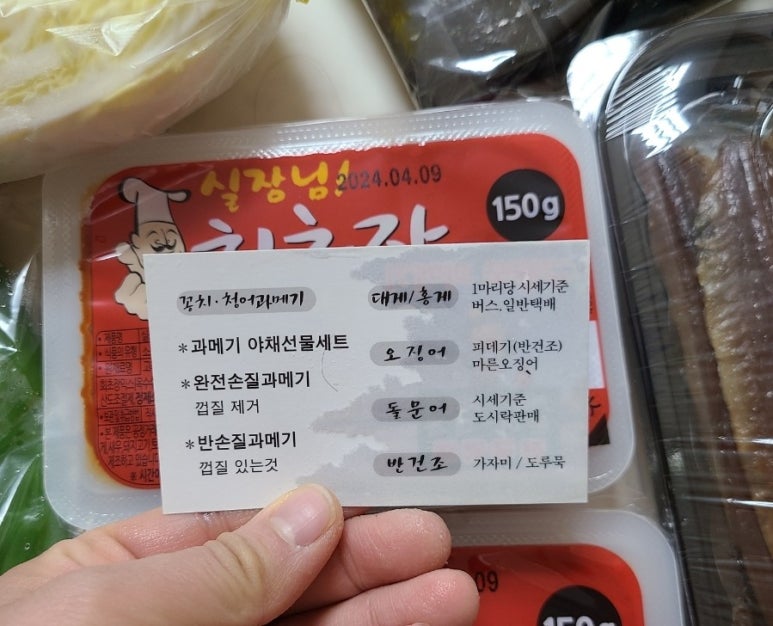 실장님!
2024.04.09
150g
꽁치·청어과메기
*과메기 야채선물세트
*완전손질과메기
껍질 제거
*반손질과메기
껍질 있는것
대게/홍게
1마리당 시세기준
버스, 일반택배
오징어
피데기(반건조)
마른오징어
돌문어
시세기준
도시락판매
반건조
가자미 / 도루묵
09
150g